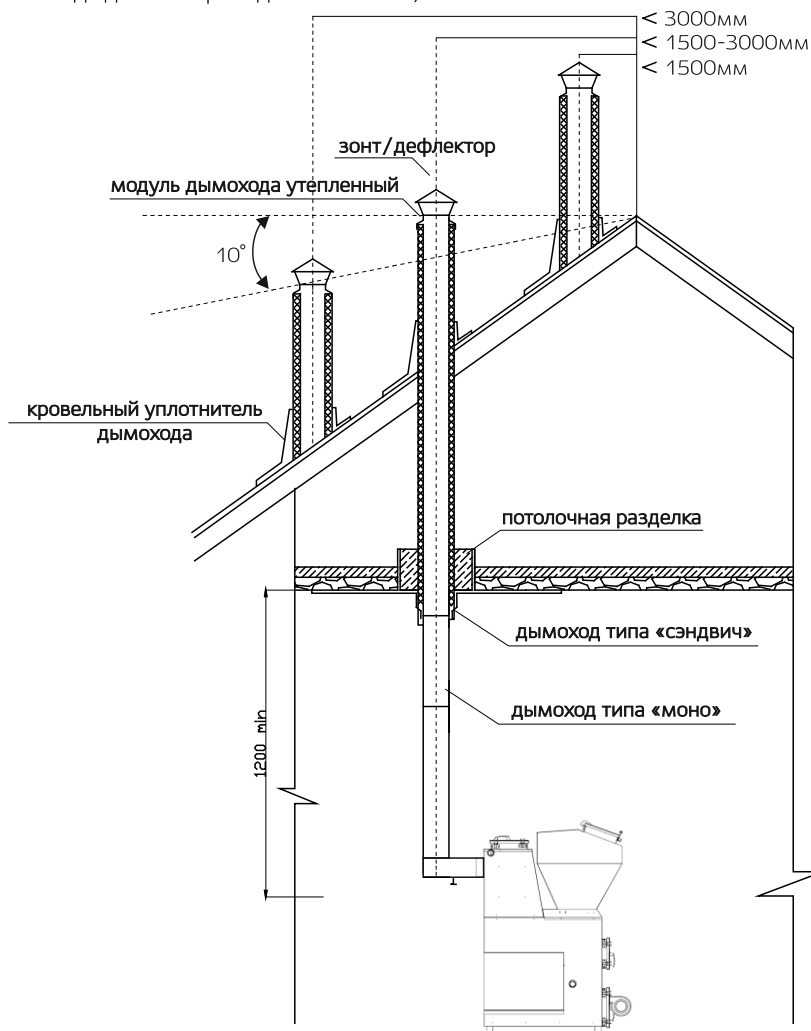 < 3000мм
< 1500-3000мм
< 1500мм
зонт/дефлектор
модуль дымохода утепленный
10°
кровельный уплотнитель
дымохода
потолочная разделка
дымоход типа «сэндвич»
дымоход типа «моно»
1200 min